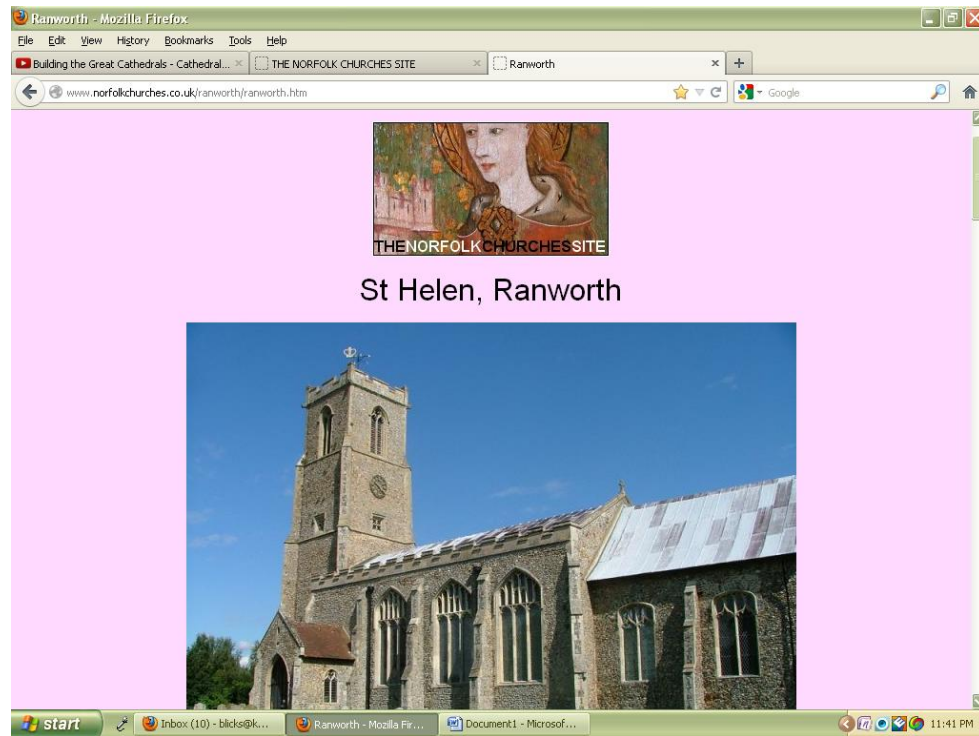 Ranworth - Mozilla Firefox
File Edit View History Bookmarks Tools Help
Building the Great Cathedrals - Cathedral... THE NORFOLK CHURCHES SITE Ranworth
www.norfolkchurches.co.uk/ranworth/ranworth.htm Google
THENORFOLKCHURCHESSITE
St Helen, Ranworth
start Inbox (10) - blicks@k... Ranworth - Mozilla Fir... Document1 - Microsof... 11:41 PM